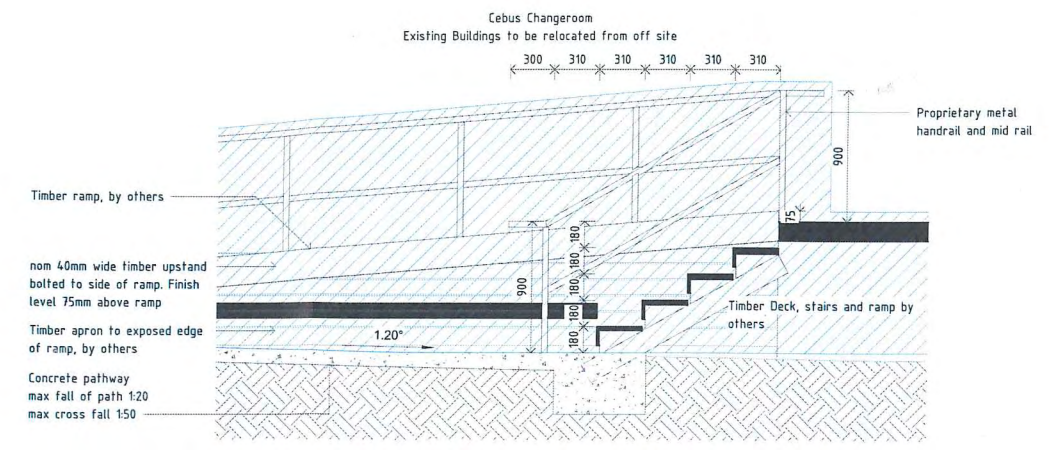 Cebus Changeroom
Existing Buildings to be relocated from off site
300 310 310 310 310 310
Proprietary metal
handrail and mid rail
900
Timber ramp, by others
75
180
180
nom 40mm wide timber upstand
bolted to side of ramp. Finish
level 75mm above ramp
900
180
180
180
Timber Deck, stairs and ramp by
others
Timber apron to exposed edge
of ramp, by others
1.20°
Concrete pathway
max fall of path 1:20
max cross fall 1:50